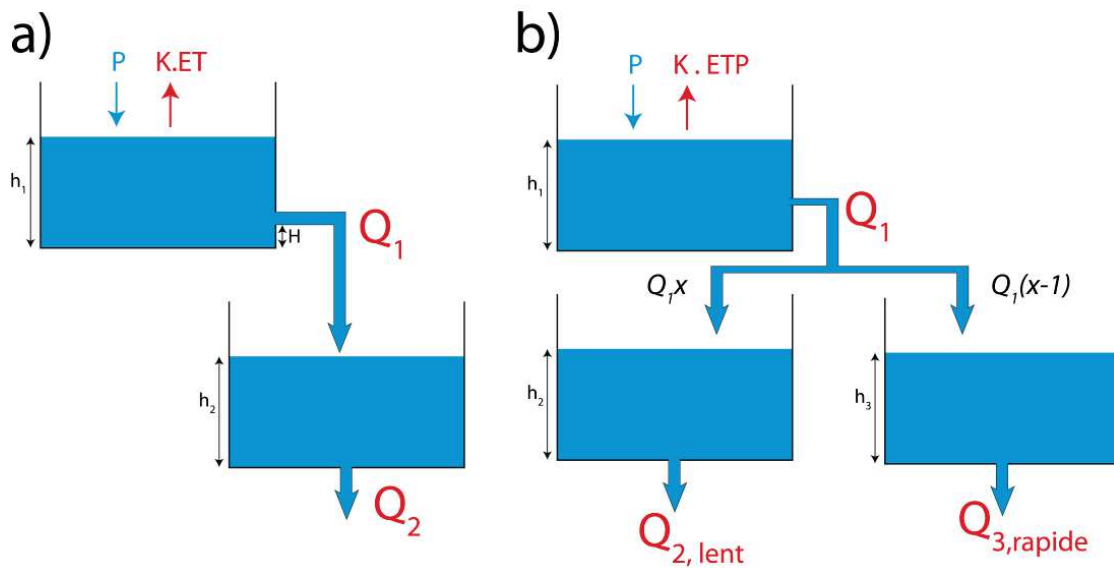 a)
P K.ET
h₁
H
Q₁
h₂
Q₂
b)
P K . ETP
h₁
Q₁
Q₁x Q₁(x-1)
h₂
h₃
Q₂, lent
Q₃,rapide